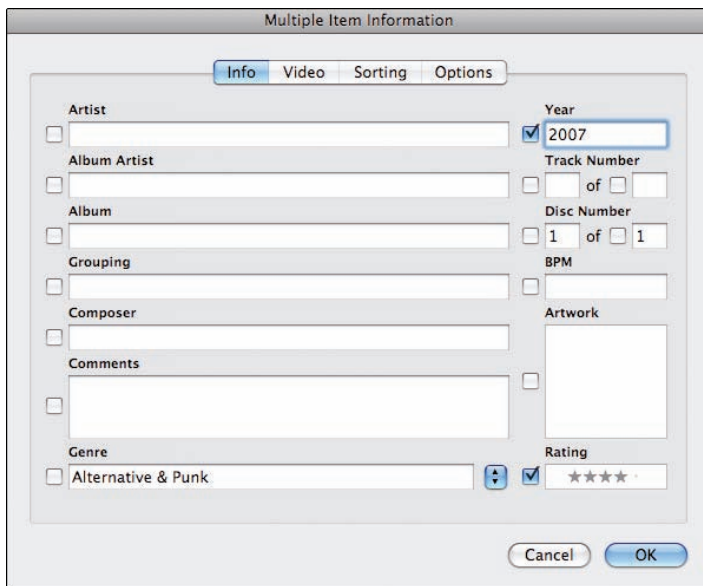 Multiple Item Information
Info Video Sorting Options
Artist
Year
2007
Album Artist
Track Number
of
Album
Disc Number
1 of 1
Grouping
BPM
Composer
Artwork
Comments
Genre
Rating
Alternative & Punk
★★★★ ·
Cancel OK